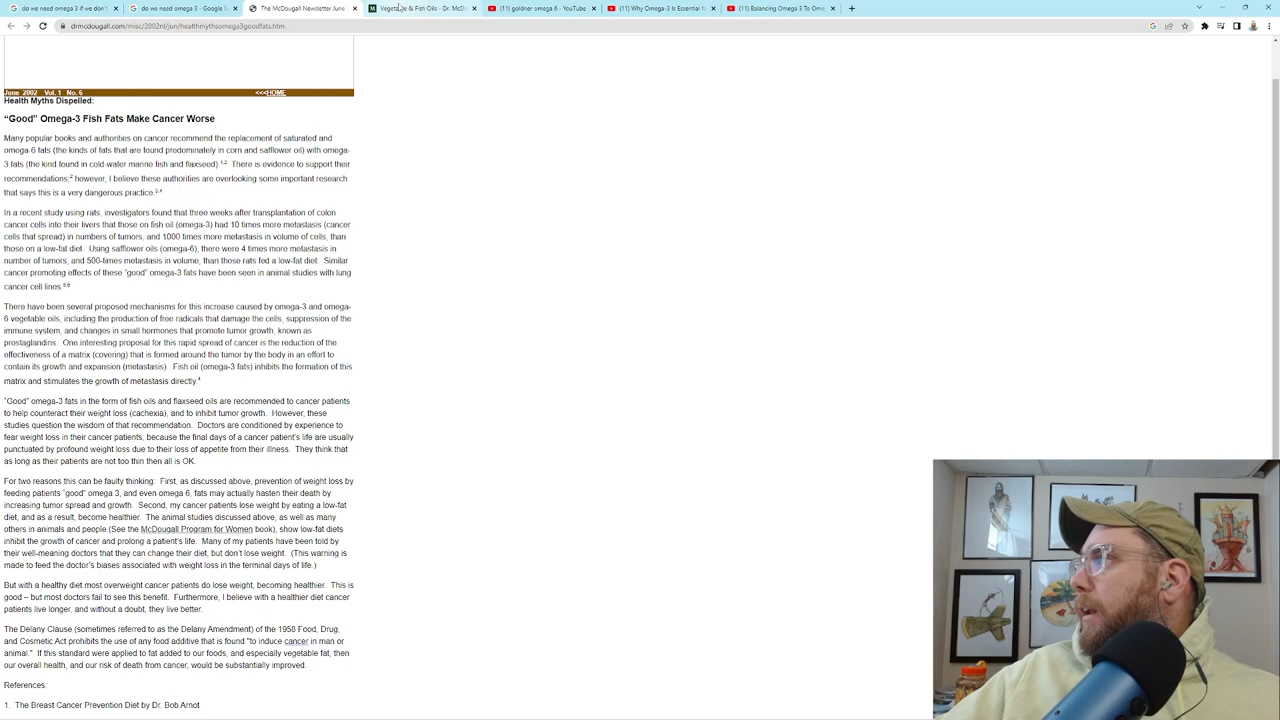 do we need omega 3 if we don't
do we need omega 3 - Google S
The McDougall Newsletter June
Vegetable & Fish Oils - Dr. McD
(11) goldner omega 6 - YouTube
(11) Why Omega-3 Is Essential f
(11) Balancing Omega 3 To Ome
drmcdougall.com/misc/2002nl/jun/healthmythsomega3goodfats.htm
June 2002 Vol. 1 No. 6 <<<HOME
Health Myths Dispelled:
“Good” Omega-3 Fish Fats Make Cancer Worse
Many popular books and authorities on cancer recommend the replacement of saturated and
omega-6 fats (the kinds of fats that are found predominately in corn and safflower oil) with omega-
3 fats (the kind found in cold-water marine fish and flaxseed).1,2 There is evidence to support their
recommendations,2 however, I believe these authorities are overlooking some important research
that says this is a very dangerous practice 3,4
In a recent study using rats, investigators found that three weeks after transplantation of colon
cancer cells into their livers that those on fish oil (omega-3) had 10 times more metastasis (cancer
cells that spread) in numbers of tumors, and 1000 times more metastasis in volume of cells, than
those on a low-fat diet. Using safflower oils (omega-6), there were 4 times more metastasis in
number of tumors, and 500-times metastasis in volume, than those rats fed a low-fat diet. Similar
cancer promoting effects of these “good” omega-3 fats have been seen in animal studies with lung
cancer cell lines.
There have been several proposed mechanisms for this increase caused by omega-3 and omega-
6 vegetable oils, including the production of free radicals that damage the cells, suppression of the
immune system, and changes in small hormones that promote tumor growth, known as
prostaglandins. One interesting proposal for this rapid spread of cancer is the reduction of the
effectiveness of a matrix (covering) that is formed around the tumor by the body in an effort to
contain its growth and expansion (metastasis). Fish oil (omega-3 fats) inhibits the formation of this
matrix and stimulates the growth of metastasis directly.4
“Good” omega-3 fats in the form of fish oils and flaxseed oils are recommended to cancer patients
to help counteract their weight loss (cachexia), and to inhibit tumor growth. However, these
studies question the wisdom of that recommendation. Doctors are conditioned by experience to
fear weight loss in their cancer patients, because the final days of a cancer patient's life are usually
punctuated by profound weight loss due to their loss of appetite from their illness. They think that
as long as their patients are not too thin then all is OK.
For two reasons this can be faulty thinking: First, as discussed above, prevention of weight loss by
feeding patients “good” omega 3, and even omega 6, fats may actually hasten their death by
increasing tumor spread and growth. Second, my cancer patients lose weight by eating a low-fat
diet, and as a result, become healthier. The animal studies discussed above, as well as many
others in animals and people (See the McDougall Program for Women book), show low-fat diets
inhibit the growth of cancer and prolong a patient's life. Many of my patients have been told by
their well-meaning doctors that they can change their diet, but don't lose weight. (This warning is
made to feed the doctor's biases associated with weight loss in the terminal days of life.)
But with a healthy diet most overweight cancer patients do lose weight, becoming healthier. This is
good – but most doctors fail to see this benefit. Furthermore, I believe with a healthier diet cancer
patients live longer, and without a doubt, they live better.
The Delany Clause (sometimes referred to as the Delany Amendment) of the 1958 Food, Drug,
and Cosmetic Act prohibits the use of any food additive that is found "to induce cancer in man or
animal." If this standard were applied to fat added to our foods, and especially vegetable fat, then
our overall health, and our risk of death from cancer, would be substantially improved.
References:
1. The Breast Cancer Prevention Diet by Dr. Bob Arnot